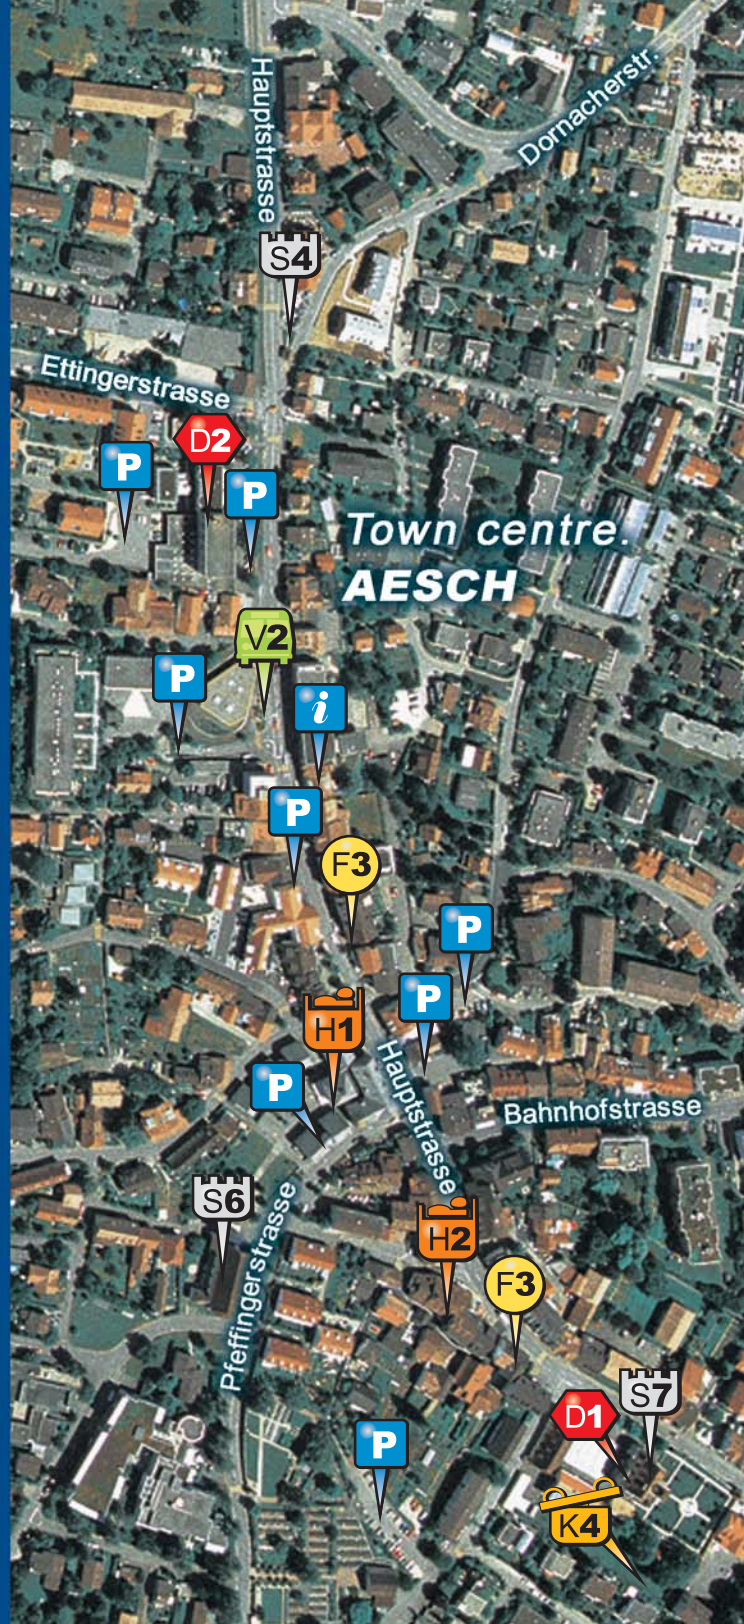 Hauptstrasse
Dornacherstr.
S4
Ettingerstrasse
D2
P
P
Town centre.
AESCH
V2
P
i
P
F3
P
P
H1
P
Hauptstrasse
Bahnhofstrasse
S6
Pfeffingerstrasse
H2
F3
S7
D1
P
K4